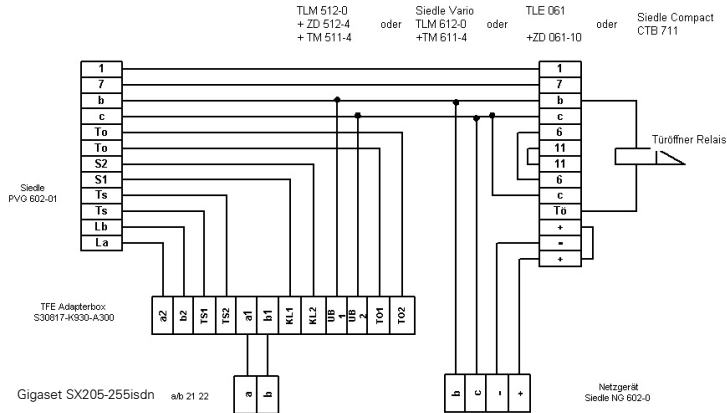 TLM 512-0
+ ZD 512-4
+ TM 511-4
oder
Siedle Vario
TLM 612-0
+TM 611-4
oder
TLE 061
+ZD 061-10
oder
Siedle Compact
CTB 711
1
7
b
c
To
To
S2
S1
Ts
Ts
Lb
La
Siedle
PVG 602-01
1
7
b
c
6
11
11
6
c
Tö
+
-
+
Türöffner Relais
TFE Adapterbox
S30817-K930-A300
a2
b2
TS1
TS2
a1
b1
KL1
KL2
UB
1
UB
2
TO1
TO2
Gigaset SX205-255isdn
a/b 21 22
a
b
b
c
-
+
Netzgerät
Siedle NG 602-0